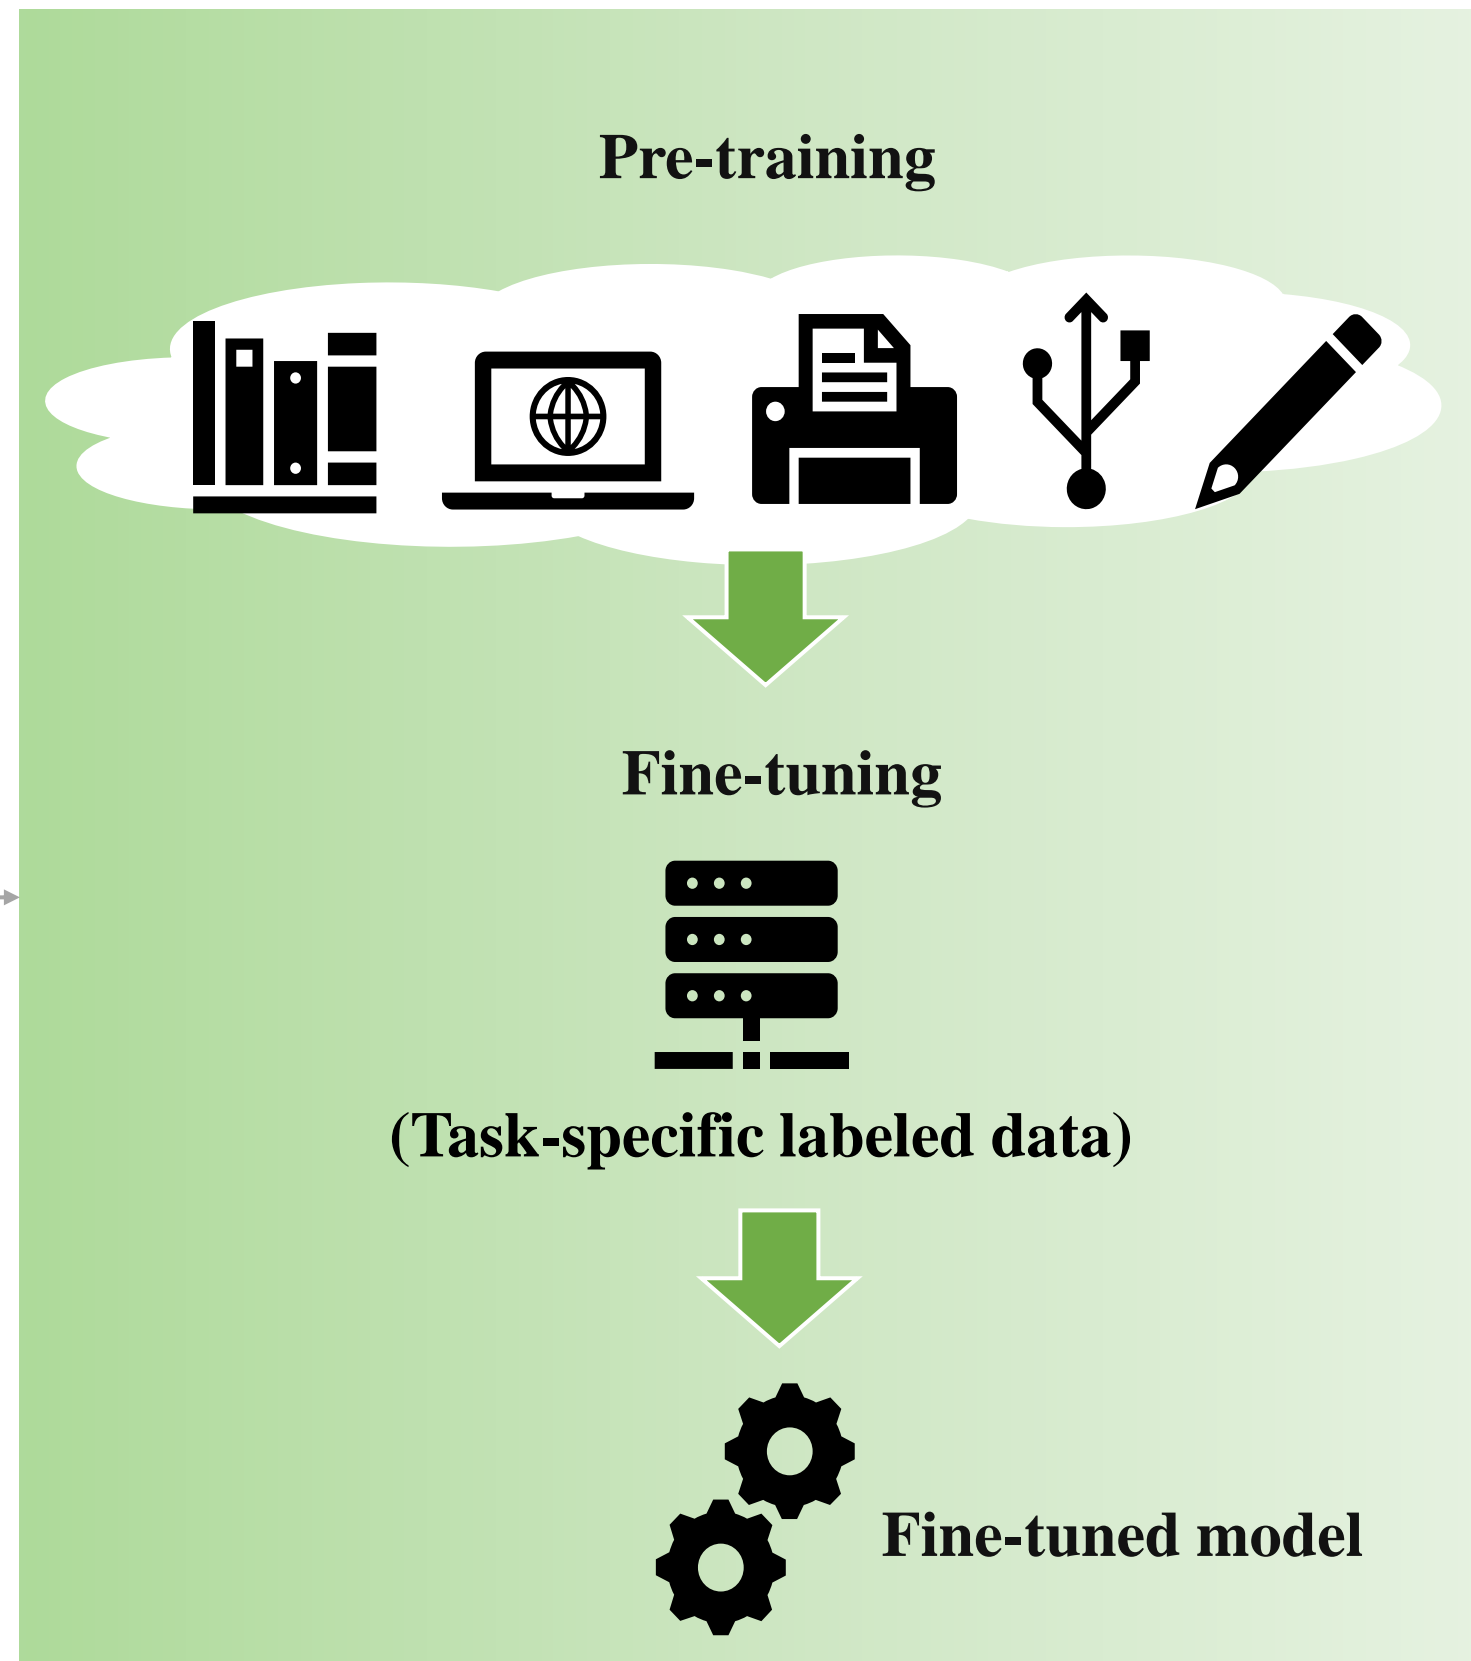 Pre-training
Fine-tuning
(Task-specific labeled data)
Fine-tuned model